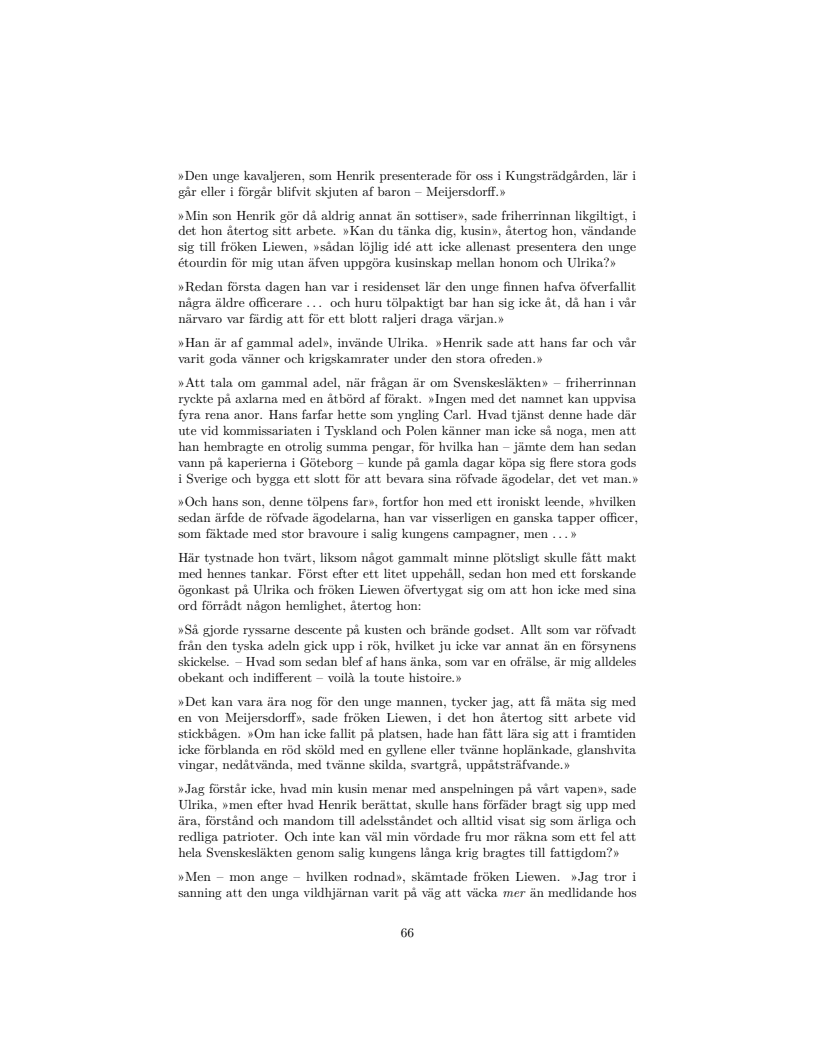 »Den unge kavaljeren, som Henrik presenterade för oss i Kungsträdgården, lär i
går eller i förgår blifvit skjuten af baron – Meijersdorff.»
»Min son Henrik gör då aldrig annat än sottiser», sade friherrinnan likgiltigt, i
det hon återtog sitt arbete. »Kan du tänka dig, kusin», återtog hon, vändande
sig till fröken Liewen, »sådan löjlig idé att icke allenast presentera den unge
étourdin för mig utan äfven uppgöra kusinskap mellan honom och Ulrika?»
»Redan första dagen han var i residenset lär den unge finnen hafva öfverfallit
några äldre officerare ... och huru tölpaktigt bar han sig icke åt, då han i vår
närvaro var färdig att för ett blott raljeri draga värjan.»
»Han är af gammal adel», invände Ulrika. »Henrik sade att hans far och vår
varit goda vänner och krigskamrater under den stora ofreden.»
»Att tala om gammal adel, när frågan är om Svenskesläkten» – friherrinnan
ryckte på axlarna med en åtbörd af förakt. »Ingen med det namnet kan uppvisa
fyra rena anor. Hans farfar hette som yngling Carl. Hvad tjänst denne hade där
ute vid kommissariaten i Tyskland och Polen känner man icke så noga, men att
han hembragte en otrolig summa pengar, för hvilka han – jämte dem han sedan
vann på kaperierna i Göteborg – kunde på gamla dagar köpa sig flere stora gods
i Sverige och bygga ett slott för att bevara sina röfvade ägodelar, det vet man.»
»Och hans son, denne tölpens far», fortfor hon med ett ironiskt leende, »hvilken
sedan ärfde de röfvade ägodelarna, han var visserligen en ganska tapper officer,
som fäktade med stor bravoure i salig kungens campagner, men ... »
Här tystnade hon tvärt, liksom något gammalt minne plötsligt skulle fått makt
med hennes tankar. Först efter ett litet uppehåll, sedan hon med ett forskande
ögonkast på Ulrika och fröken Liewen öfvertygat sig om att hon icke med sina
ord förrådt någon hemlighet, återtog hon:
»Så gjorde ryssarne descente på kusten och brände godset. Allt som var röfvadt
från den tyska adeln gick upp i rök, hvilket ju icke var annat än en försynens
skickelse. – Hvad som sedan blef af hans änka, som var en ofrälse, är mig alldeles
obekant och indifferent – voilà la toute histoire.»
»Det kan vara ära nog för den unge mannen, tycker jag, att få mäta sig med
en von Meijersdorff», sade fröken Liewen, i det hon återtog sitt arbete vid
stickbågen. »Om han icke fallit på platsen, hade han fått lära sig att i framtiden
icke förblanda en röd sköld med en gyllene eller tvänne hoplänkade, glanshvita
vingar, nedåtvända, med tvänne skilda, svartgrå, uppåtsträfvande.»
»Jag förstår icke, hvad min kusin menar med anspelningen på vårt vapen», sade
Ulrika, »men efter hvad Henrik berättat, skulle hans förfäder bragt sig upp med
ära, förstånd och mandom till adelsståndet och alltid visat sig som ärliga och
redliga patrioter. Och inte kan väl min vördade fru mor räkna som ett fel att
hela Svenskesläkten genom salig kungens långa krig bragtes till fattigdom?»
»Men – mon ange – hvilken rodnad», skämtade fröken Liewen. »Jag tror i
sanning att den unga vildhjärnan varit på väg att väcka mer än medlidande hos
66